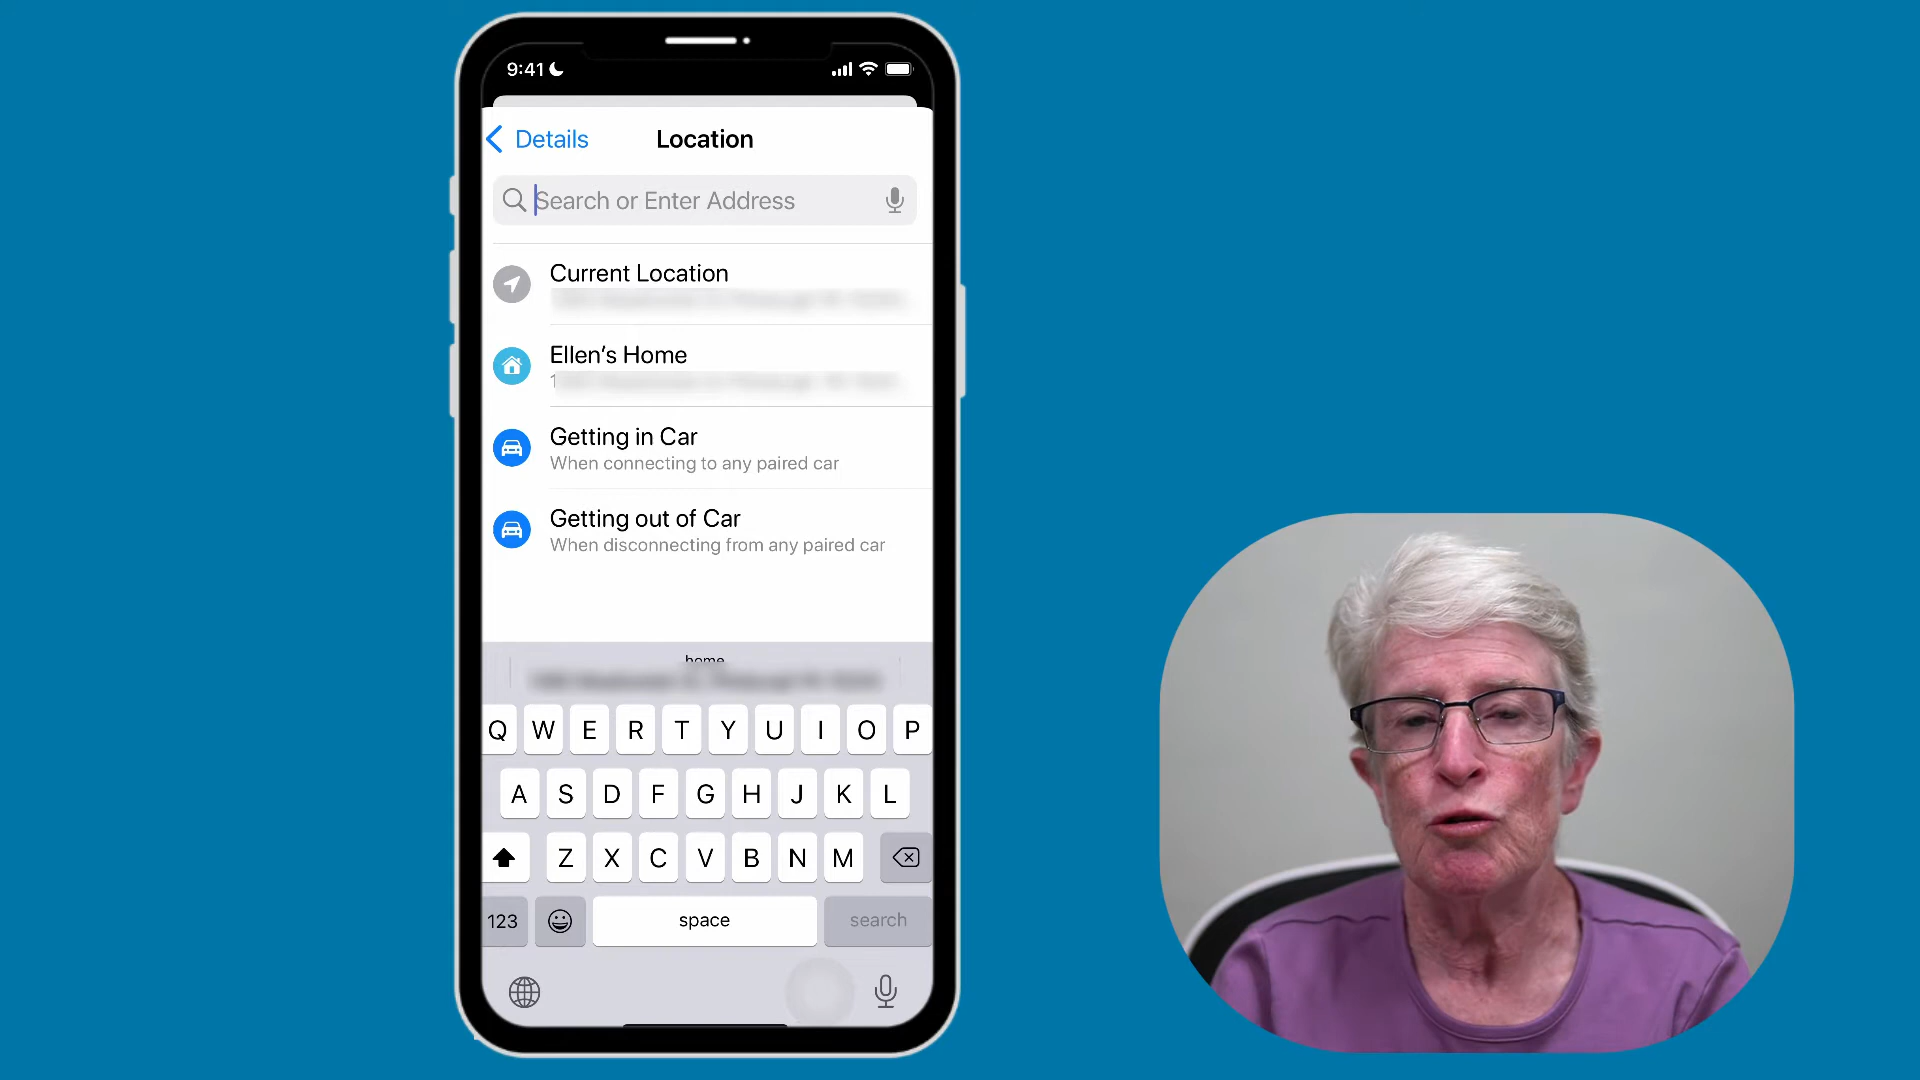 9:41
Details
Location
Search or Enter Address
Current Location
Ellen's Home
1
Getting in Car
When connecting to any paired car
Getting out of Car
When disconnecting from any paired car
home
Q W E R T Y U I O P
A S D F G H J K L
Z X C V B N M
123 space search